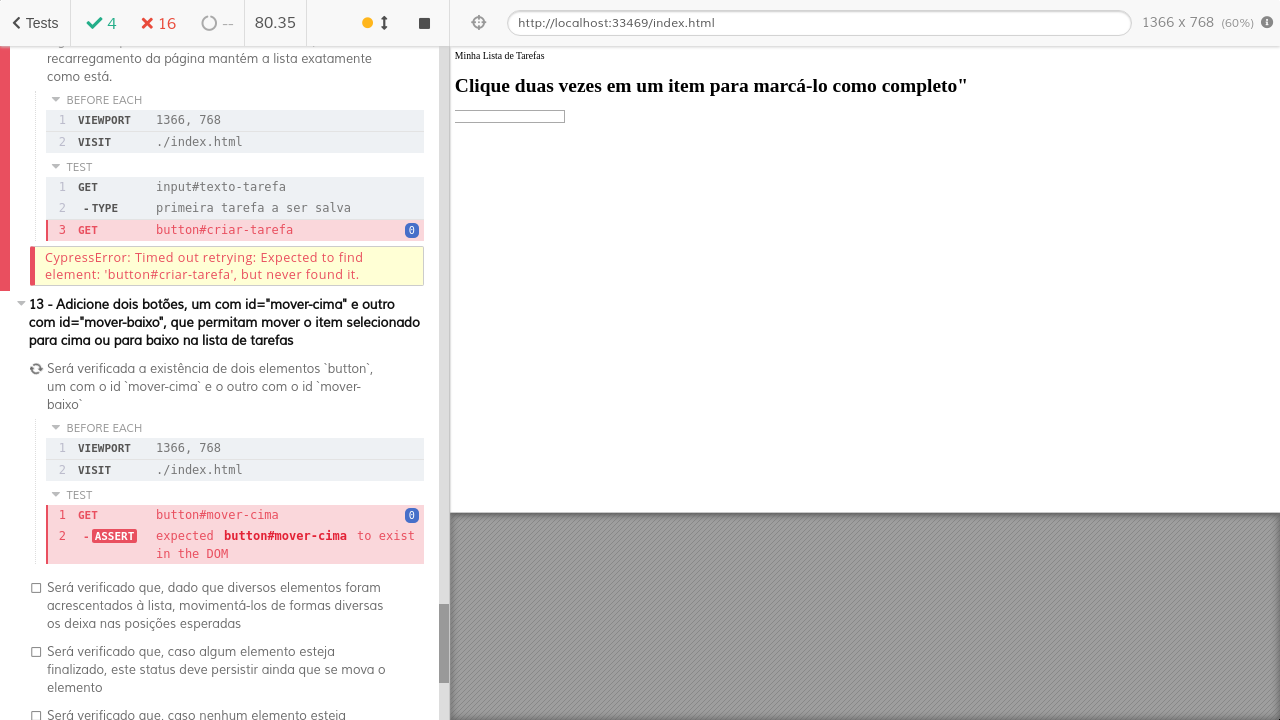 Tests
4
16
--
80.35
http://localhost:33469/index.html
1366 x 768 (60%)
recarregamento da página mantém a lista exatamente
como está.
BEFORE EACH
1 VIEWPORT 1366, 768
2 VISIT ./index.html
TEST
1 GET input#texto-tarefa
2 -TYPE primeira tarefa a ser salva
3 GET button#criar-tarefa 0
CypressError: Timed out retrying: Expected to find
element: 'button#criar-tarefa', but never found it.
13 - Adicione dois botões, um com id="mover-cima" e outro
com id="mover-baixo", que permitam mover o item selecionado
para cima ou para baixo na lista de tarefas
Será verificada a existência de dois elementos `button`,
um com o id `mover-cima` e o outro com o id `mover-
baixo`
BEFORE EACH
1 VIEWPORT 1366, 768
2 VISIT ./index.html
TEST
1 GET button#mover-cima 0
2 -ASSERT expected button#mover-cima to exist
in the DOM
Será verificado que, dado que diversos elementos foram
acrescentados à lista, movimentá-los de formas diversas
os deixa nas posições esperadas
Será verificado que, caso algum elemento esteja
finalizado, este status deve persistir ainda que se mova o
elemento
Será verificado que, caso nenhum elemento esteja
Minha Lista de Tarefas
Clique duas vezes em um item para marcá-lo como completo"